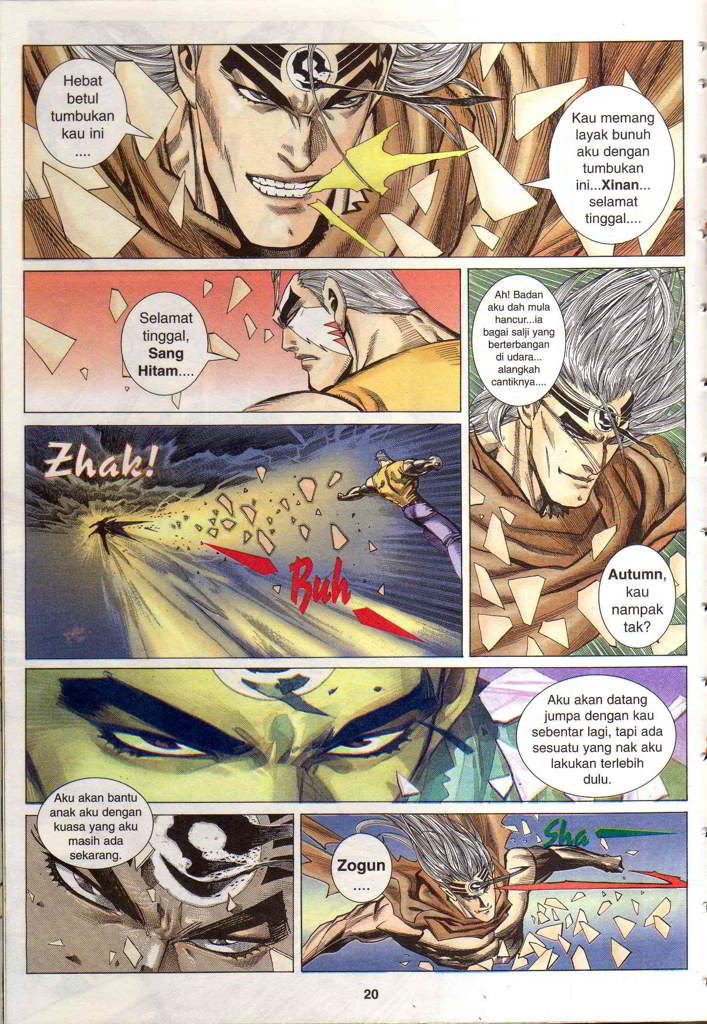 Hebat
betul
tumbukan
kau ini
....
Kau memang
layak bunuh
aku dengan
tumbukan
ini...Xinan...
selamat
tinggal....
Selamat
tinggal,
Sang
Hitam....
Ah! Badan
aku dah mula
hancur...ia
bagai salji yang
berterbangan
di udara...
alangkah
cantiknya....
Autumn,
kau
nampak
tak?
Zhak!
Buh
Aku akan datang
jumpa dengan kau
sebentar lagi, tapi ada
sesuatu yang nak aku
lakukan terlebih
dulu.
Aku akan bantu
anak aku dengan
kuasa yang aku
masih ada
sekarang.
Zogun
....
Sha
20